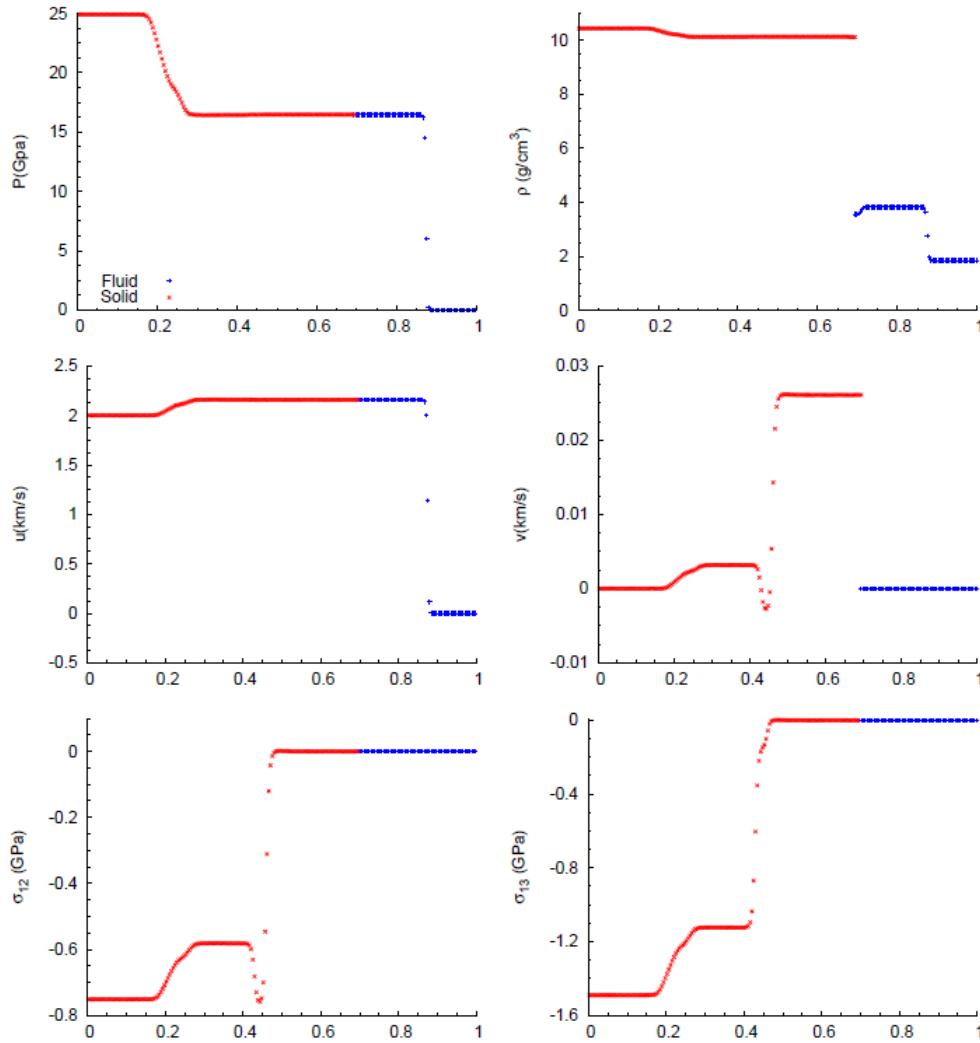 25
20
15
10
5
0
P(Gpa)
Fluid
Solid
0 0.2 0.4 0.6 0.8 1
10
8
6
4
2
0
ρ (g/cm³)
0 0.2 0.4 0.6 0.8 1
2.5
2
1.5
1
0.5
0
-0.5
u(km/s)
0 0.2 0.4 0.6 0.8 1
0.03
0.02
0.01
0
-0.01
v(km/s)
0 0.2 0.4 0.6 0.8 1
0
-0.2
-0.4
-0.6
-0.8
σ₁₂ (GPa)
0 0.2 0.4 0.6 0.8 1
0
-0.4
-0.8
-1.2
-1.6
σ₁₃ (GPa)
0 0.2 0.4 0.6 0.8 1